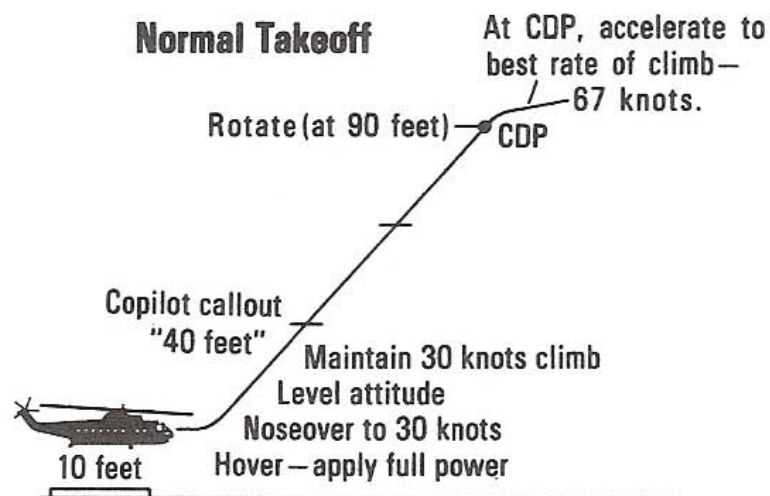 Normal Takeoff
At CDP, accelerate to
best rate of climb—
67 knots.
Rotate (at 90 feet)
CDP
Copilot callout
"40 feet"
Maintain 30 knots climb
Level attitude
Noseover to 30 knots
10 feet
Hover—apply full power